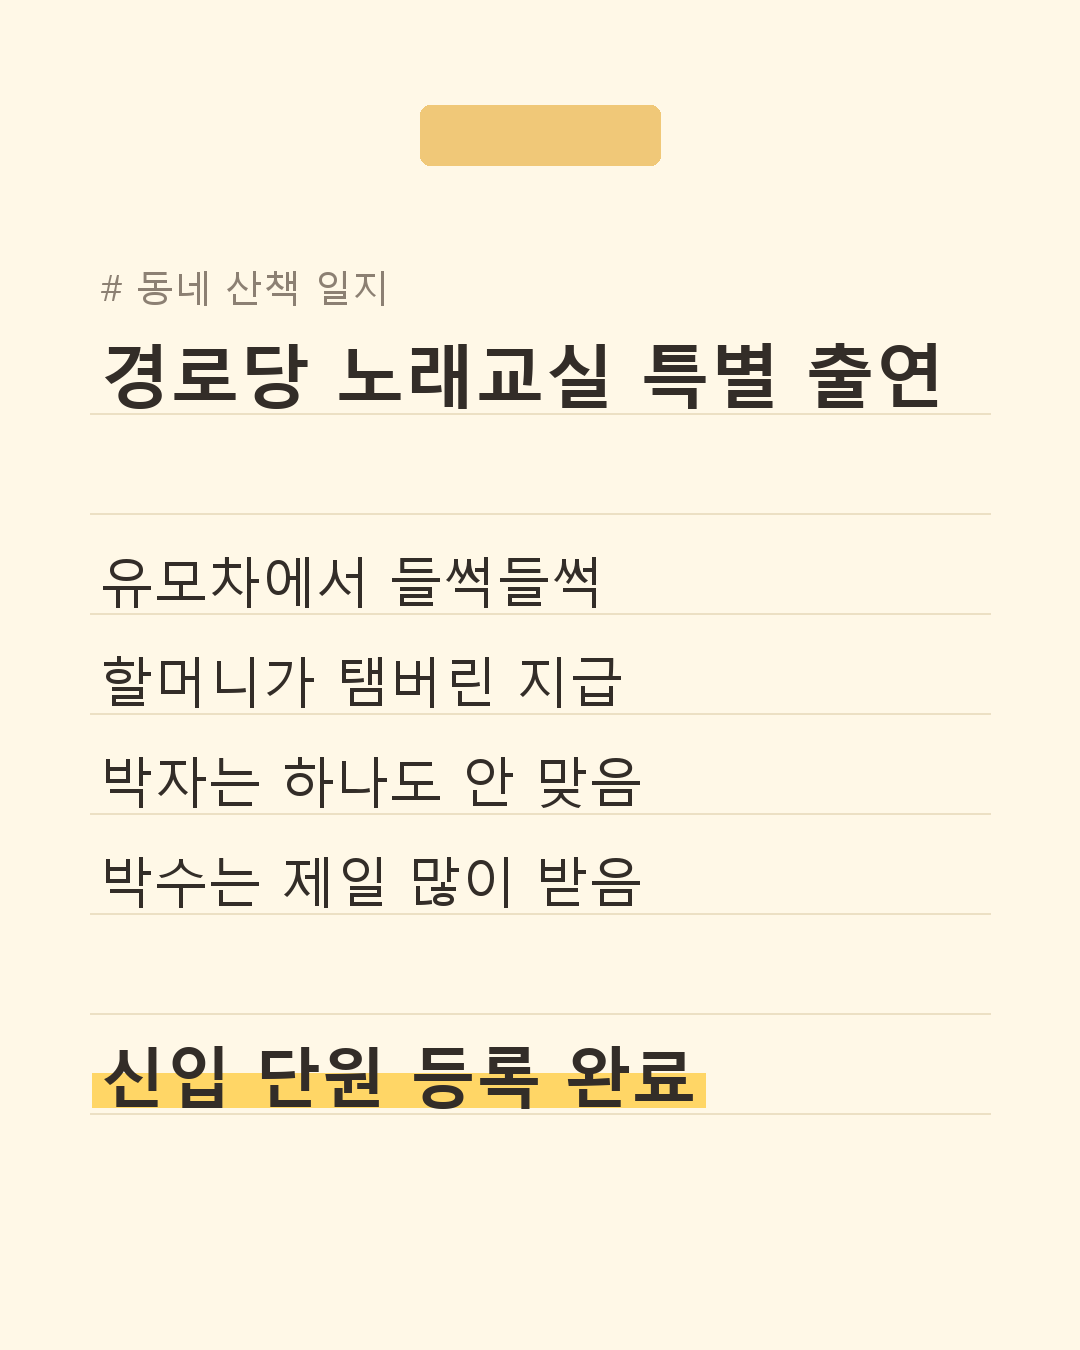 # 동네 산책 일지
경로당 노래교실 특별 출연
유모차에서 들썩들썩
할머니가 탬버린 지급
박자는 하나도 안 맞음
박수는 제일 많이 받음
신입 단원 등록 완료